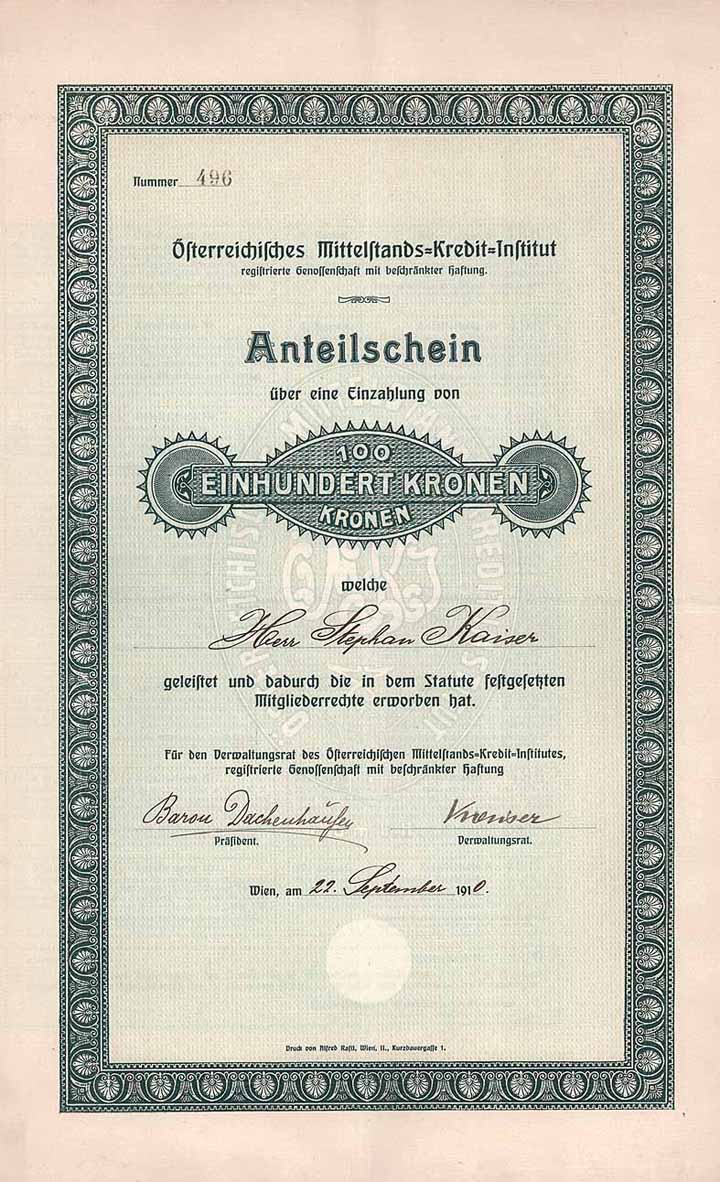 Nummer 496
Österreichisches Mittelstands=Kredit=Institut
registrierte Genossenschaft mit beschränkter Haftung.
Anteilschein
über eine Einzahlung von
100
EINHUNDERT KRONEN
KRONEN
welche
Herr Stephan Kaiser
geleistet und dadurch die in dem Statute festgesetzten
Mitgliederrechte erworben hat.
Für den Verwaltungsrat des Österreichischen Mittelstands=Kredit=Institutes,
registrierte Genossenschaft mit beschränkter Haftung
Baron Dachenhausen
Präsident.
Verwaltungsrat.
Wien, am 22. September 1910.
Druck von Alfred Rastl, Wien, II., Kurzbauergasse 1.